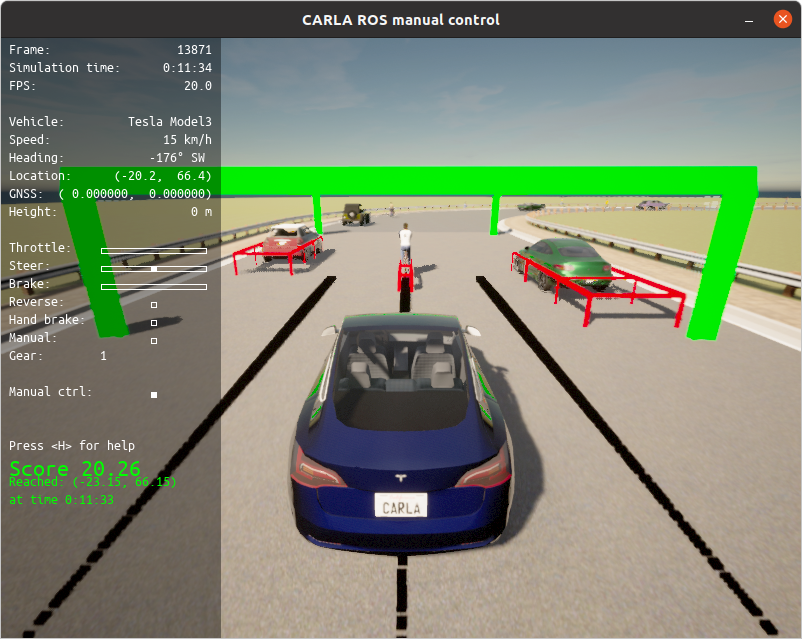 CARLA ROS manual control
Frame: 13871
Simulation time: 0:11:34
FPS: 20.0
Vehicle: Tesla Model3
Speed: 15 km/h
Heading: -176° SW
Location: (-20.2, 66.4)
GNSS: ( 0.000000, 0.000000)
Height: 0 m
Throttle:
Steer:
Brake:
Reverse:
Hand brake:
Manual:
Gear: 1
Manual ctrl:
Press <H> for help
Score 20.26
Reached: (-23.15, 66.15)
at time 0:11:33
CARLA